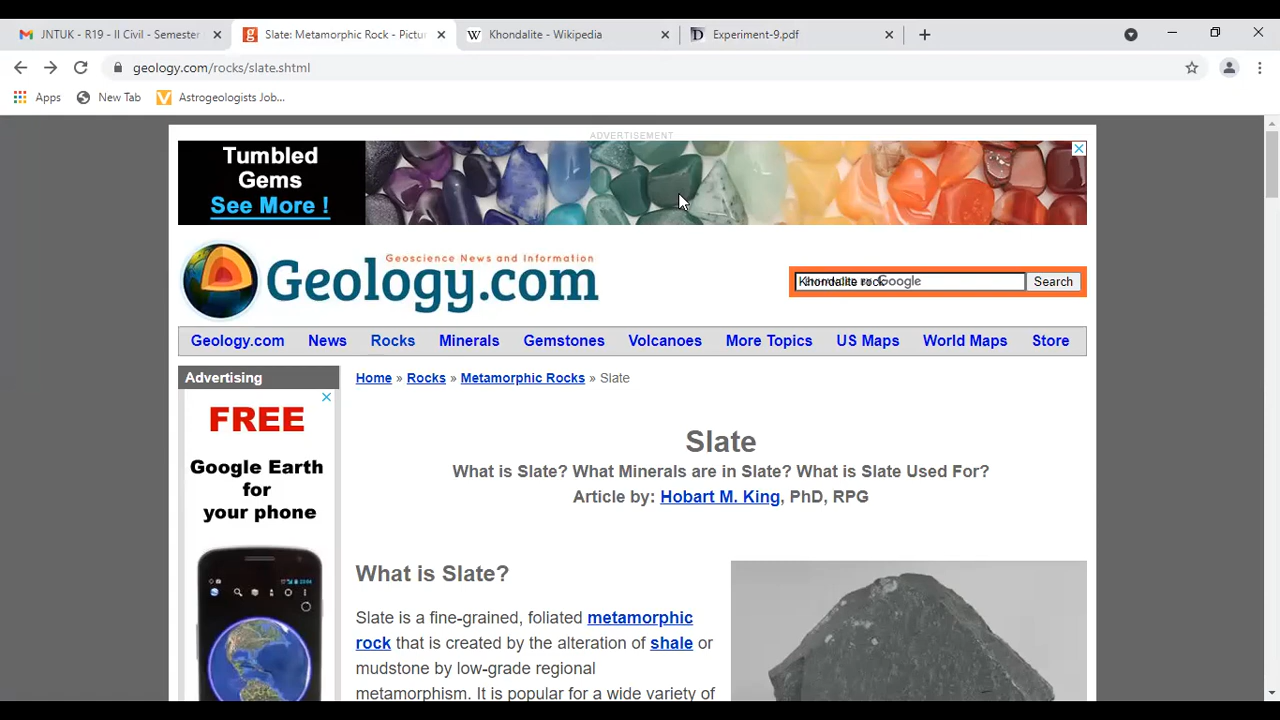 JNTUK - R19 - II Civil - Semester
Slate: Metamorphic Rock - Pictu
Khondalite - Wikipedia
Experiment-9.pdf
geology.com/rocks/slate.shtml
Apps
New Tab
Astrogeologists Job...
ADVERTISEMENT
Tumbled
Gems
See More !
Geoscience News and Information
Geology.com
Khondalite rock
Google
Search
Geology.com News Rocks Minerals Gemstones Volcanoes More Topics US Maps World Maps Store
Advertising
FREE
Google Earth
for
your phone
Home » Rocks » Metamorphic Rocks » Slate
Slate
What is Slate? What Minerals are in Slate? What is Slate Used For?
Article by: Hobart M. King, PhD, RPG
What is Slate?
Slate is a fine-grained, foliated metamorphic
rock that is created by the alteration of shale or
mudstone by low-grade regional
metamorphism. It is popular for a wide variety of